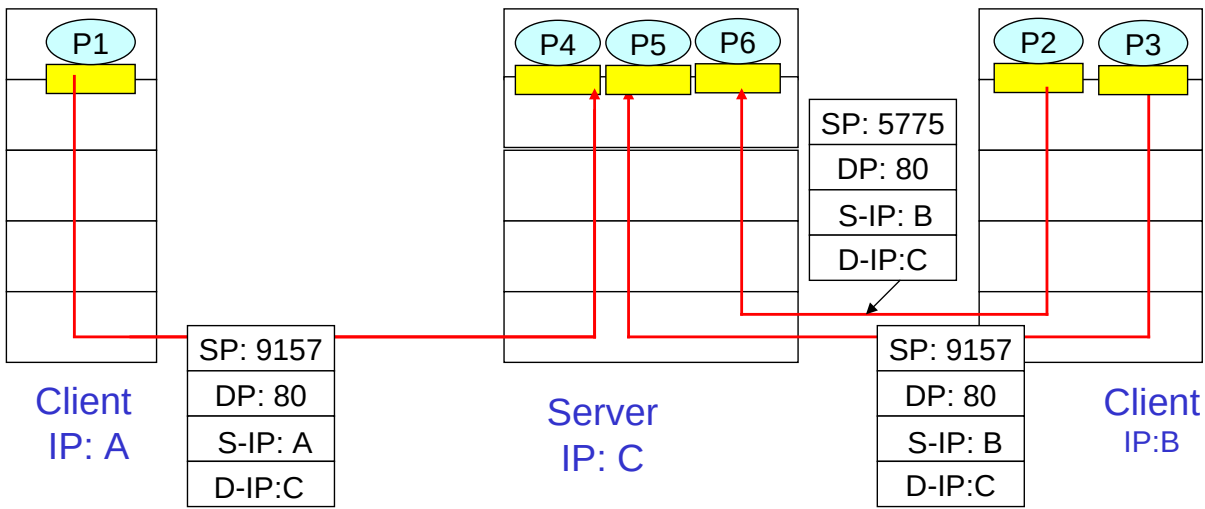 P1
P4
P5
P6
P2
P3
SP: 5775
DP: 80
S-IP: B
D-IP:C
SP: 9157
DP: 80
S-IP: A
D-IP:C
SP: 9157
DP: 80
S-IP: B
D-IP:C
Client
IP: A
Server
IP: C
Client
IP:B